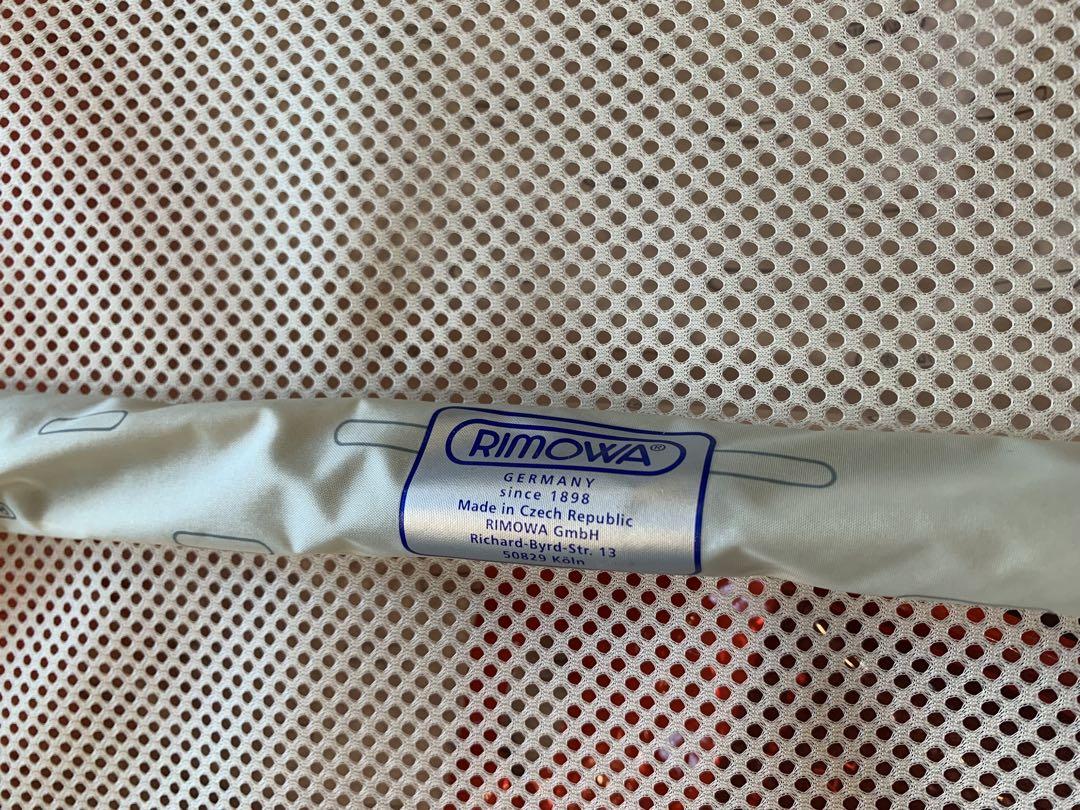 RIMOWA®
GERMANY
since 1898
Made in Czech Republic
RIMOWA GmbH
Richard-Byrd-Str. 13
50829 Köln